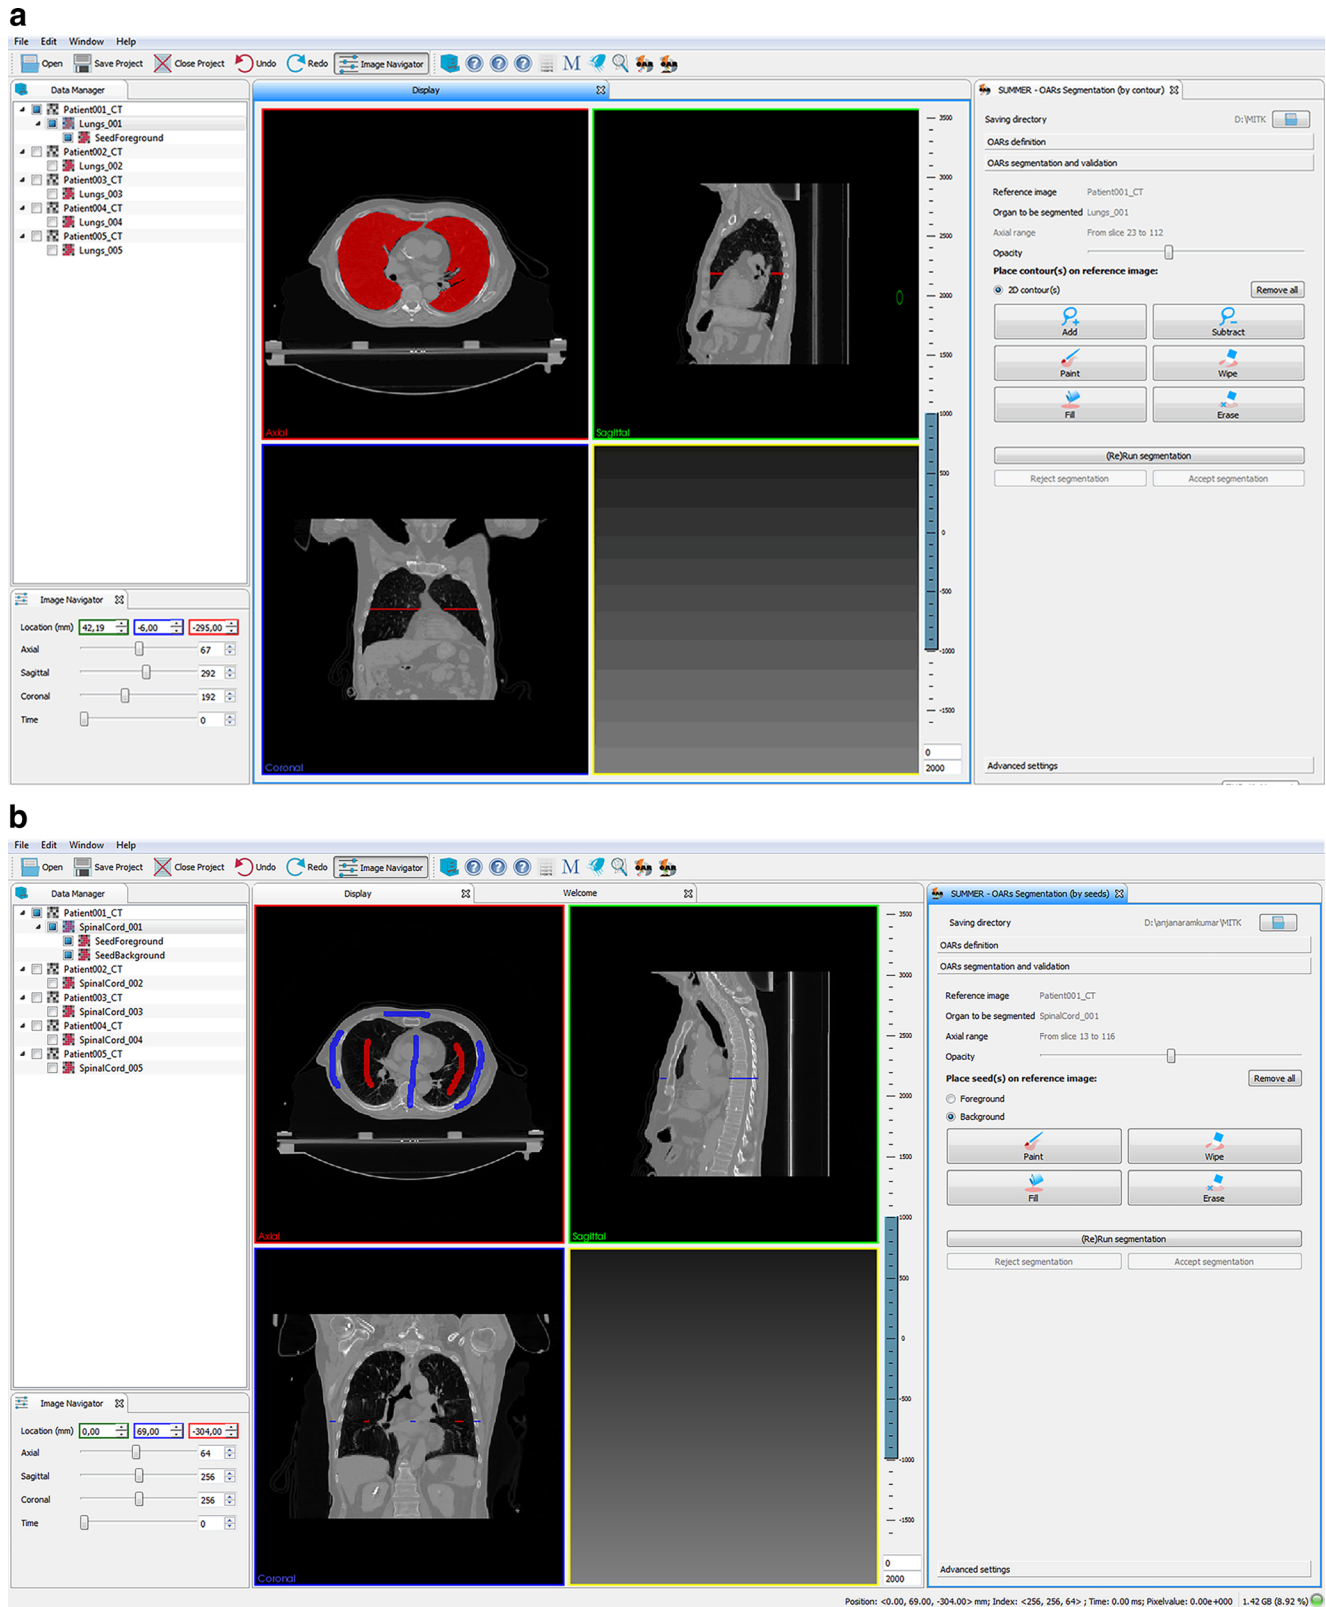 a
File Edit Window Help
Open Save Project Close Project Undo Redo Image Navigator M
Data Manager
Patient001_CT
Lungs_001
SeedForeground
Patient002_CT
Lungs_002
Patient003_CT
Lungs_003
Patient004_CT
Lungs_004
Patient005_CT
Lungs_005
Image Navigator
Location (mm) 42,19 -6,00 -295,00
Axial 67
Sagittal 292
Coronal 192
Time 0
Display
Axial
Sagittal
Coronal
3500
3000
2500
2000
1500
1000
500
0
-500
-1000
-1500
0
2000
SUMMER - OARs Segmentation (by contour)
Saving directory D:\MITK
OARs definition
OARs segmentation and validation
Reference image Patient001_CT
Organ to be segmented Lungs_001
Axial range From slice 23 to 112
Opacity
Place contour(s) on reference image:
2D contour(s) Remove all
Add Subtract
Paint Wipe
Fill Erase
(Re)Run segmentation
Reject segmentation Accept segmentation
Advanced settings
b
File Edit Window Help
Open Save Project Close Project Undo Redo Image Navigator M
Data Manager
Patient001_CT
SpinalCord_001
SeedForeground
SeedBackground
Patient002_CT
SpinalCord_002
Patient003_CT
SpinalCord_003
Patient004_CT
SpinalCord_004
Patient005_CT
SpinalCord_005
Image Navigator
Location (mm) 0,00 69,00 -304,00
Axial 64
Sagittal 256
Coronal 256
Time 0
Display Welcome
Axial
Sagittal
Coronal
3500
3000
2500
2000
1500
1000
500
0
-500
-1000
-1500
0
2000
SUMMER - OARs Segmentation (by seeds)
Saving directory D:\anjanaramkumar\MITK
OARs definition
OARs segmentation and validation
Reference image Patient001_CT
Organ to be segmented SpinalCord_001
Axial range From slice 13 to 116
Opacity
Place seed(s) on reference image: Remove all
Foreground
Background
Paint Wipe
Fill Erase
(Re)Run segmentation
Reject segmentation Accept segmentation
Advanced settings
Position: <0.00, 69.00, -304.00> mm; Index: <256, 256, 64> ; Time: 0.00 ms; Pixelvalue: 0.00e+000 1.42 GB (8.92 %)